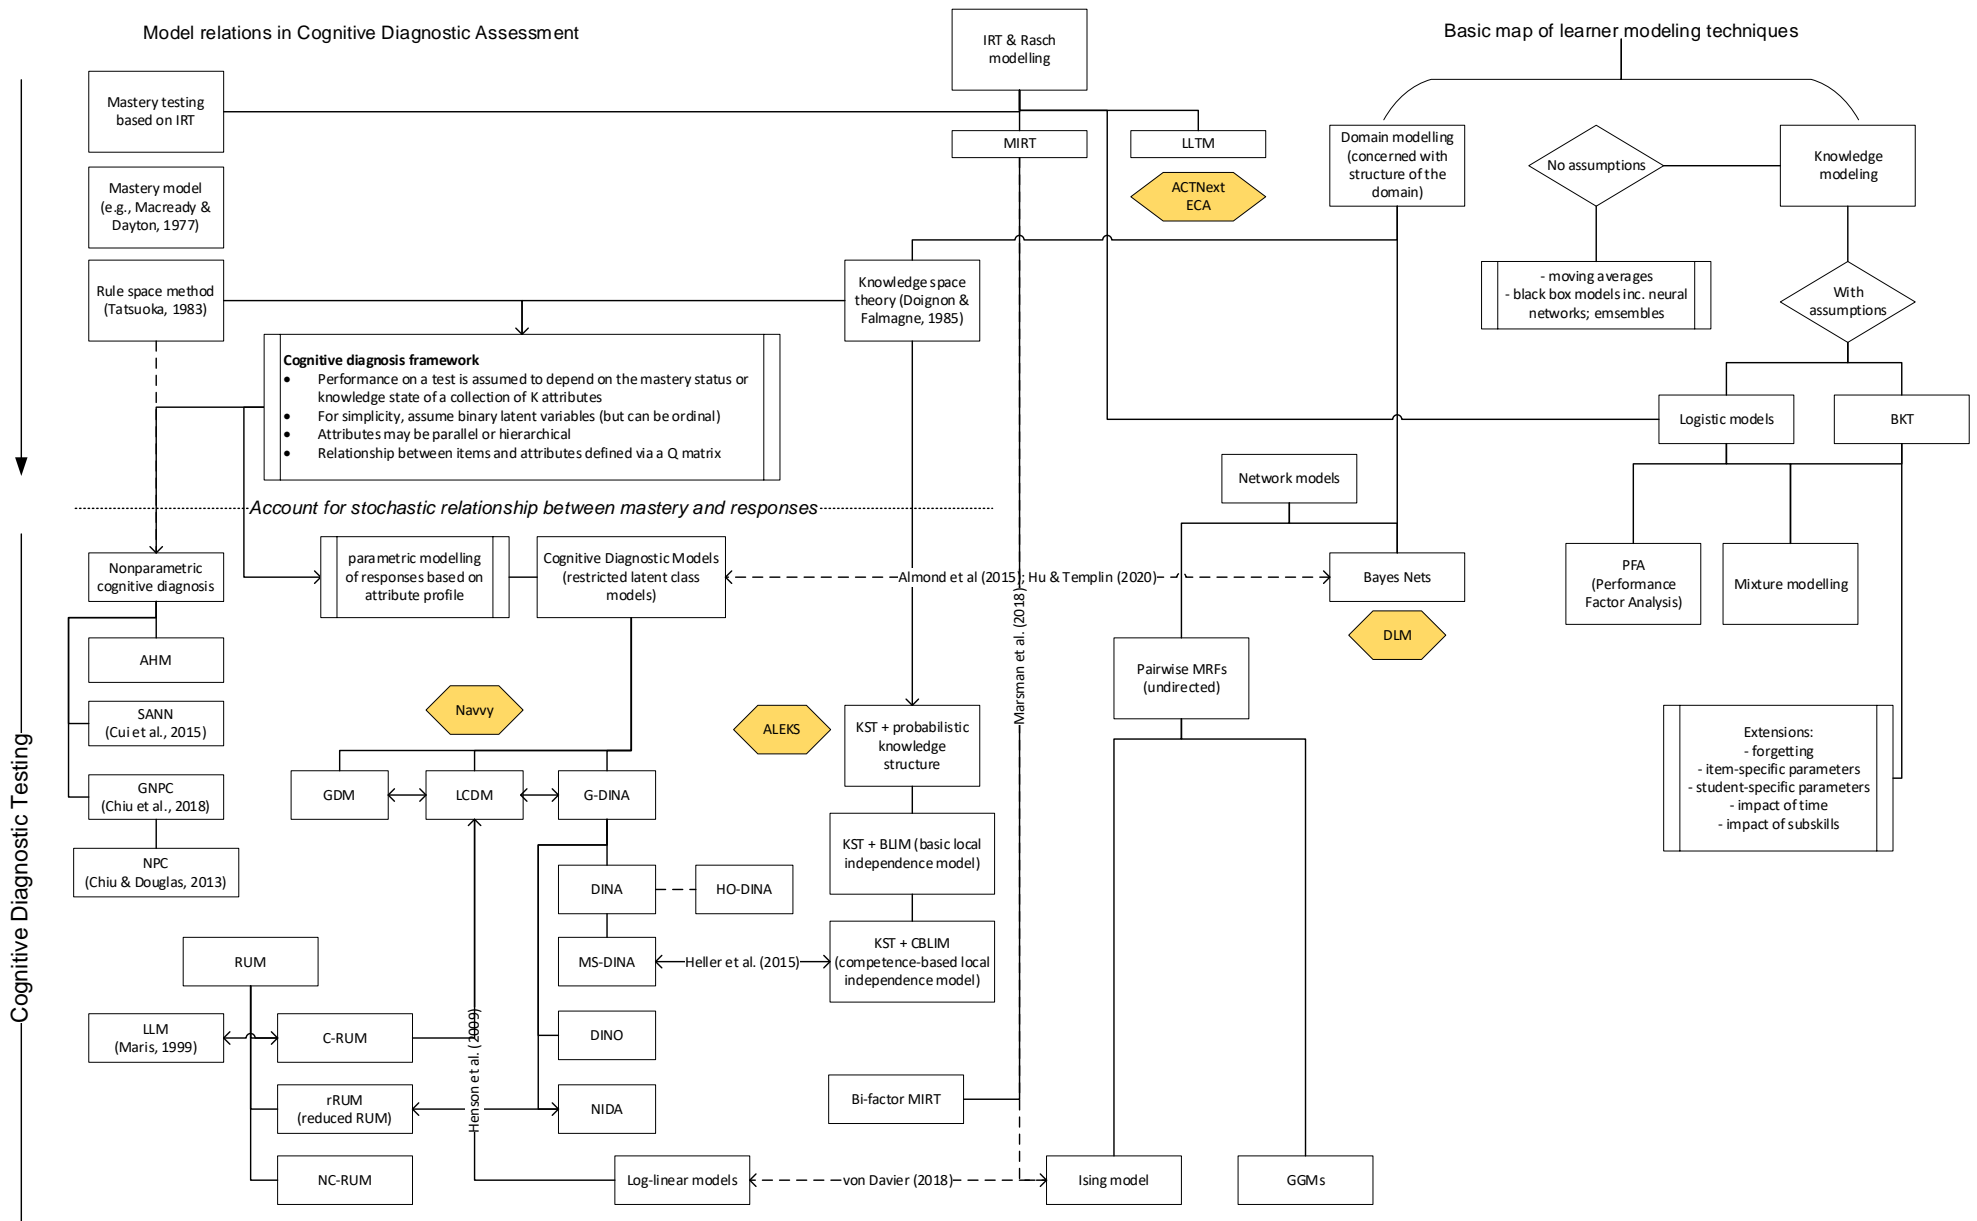 Model relations in Cognitive Diagnostic Assessment
Basic map of learner modeling techniques
IRT & Rasch
modelling
Mastery testing
based on IRT
MIRT
LLTM
Domain modelling
(concerned with
structure of the
domain)
No assumptions
Knowledge
modeling
ACTNext
ECA
Mastery model
(e.g., Macready &
Dayton, 1977)
Rule space method
(Tatsuoka, 1983)
Knowledge space
theory (Doignon &
Falmagne, 1985)
- moving averages
- black box models inc. neural
networks; emsembles
With
assumptions
Cognitive diagnosis framework
• Performance on a test is assumed to depend on the mastery status or
knowledge state of a collection of K attributes
• For simplicity, assume binary latent variables (but can be ordinal)
• Attributes may be parallel or hierarchical
• Relationship between items and attributes defined via a Q matrix
Logistic models
BKT
Network models
Account for stochastic relationship between mastery and responses
Nonparametric
cognitive diagnosis
parametric modelling
of responses based on
attribute profile
Cognitive Diagnostic Models
(restricted latent class
models)
Almond et al (2015); Hu & Templin (2020)
Bayes Nets
PFA
(Performance
Factor Analysis)
Mixture modelling
DLM
Marsman et al. (2018)
AHM
Pairwise MRFs
(undirected)
Navvy
SANN
(Cui et al., 2015)
ALEKS
KST + probabilistic
knowledge
structure
Extensions:
- forgetting
- item-specific parameters
- student-specific parameters
- impact of time
- impact of subskills
Cognitive Diagnostic Testing
GNPC
(Chiu et al., 2018)
GDM
LCDM
G-DINA
NPC
(Chiu & Douglas, 2013)
KST + BLIM (basic local
independence model)
DINA
HO-DINA
RUM
MS-DINA
Heller et al. (2015)
KST + CBLIM
(competence-based local
independence model)
LLM
(Maris, 1999)
C-RUM
Henson et al. (2009)
DINO
rRUM
(reduced RUM)
NIDA
Bi-factor MIRT
NC-RUM
Log-linear models
von Davier (2018)
Ising model
GGMs